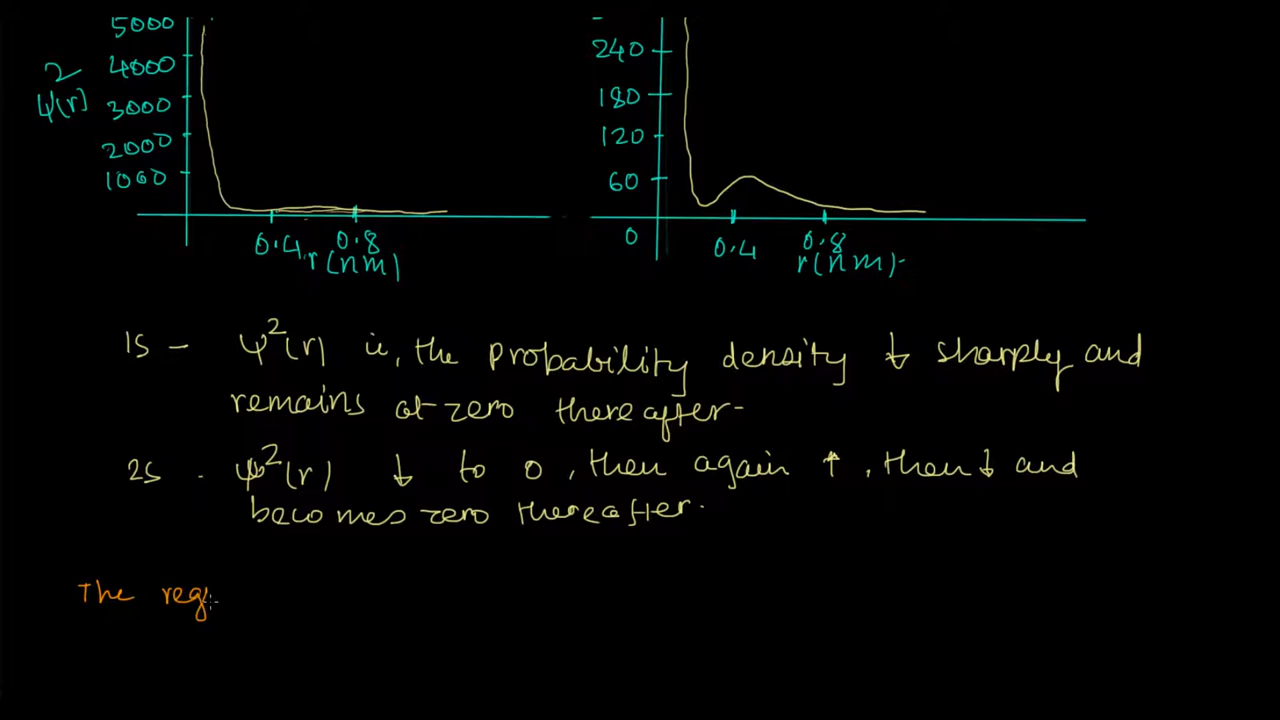 5000
4000
3000
2000
1000
ψ²(r)
0.4
0.8
r(nm)
240
180
120
60
0
0.4
0.8
r(nm)
1S – ψ²(r) ie, the probability density ↓ sharply and
remains at zero thereafter
2S . ψ²(r) ↓ to 0, then again ↑, then ↓ and
becomes zero thereafter.
The reg